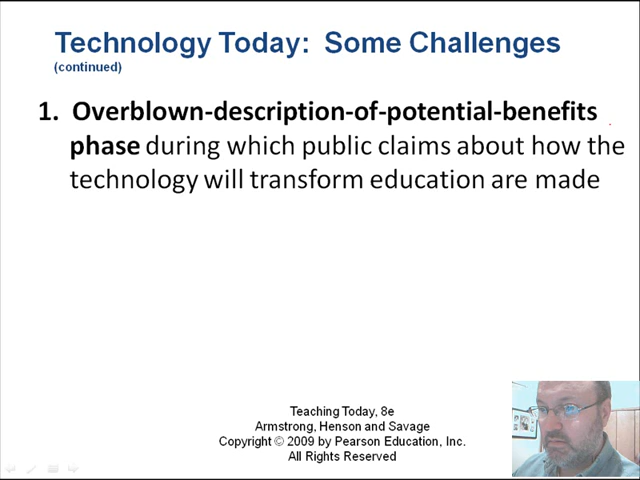 Technology Today:  Some Challenges
(continued)
1. Overblown-description-of-potential-benefits
phase during which public claims about how the
technology will transform education are made
Teaching Today, 8e
Armstrong, Henson and Savage
Copyright © 2009 by Pearson Education, Inc.
All Rights Reserved